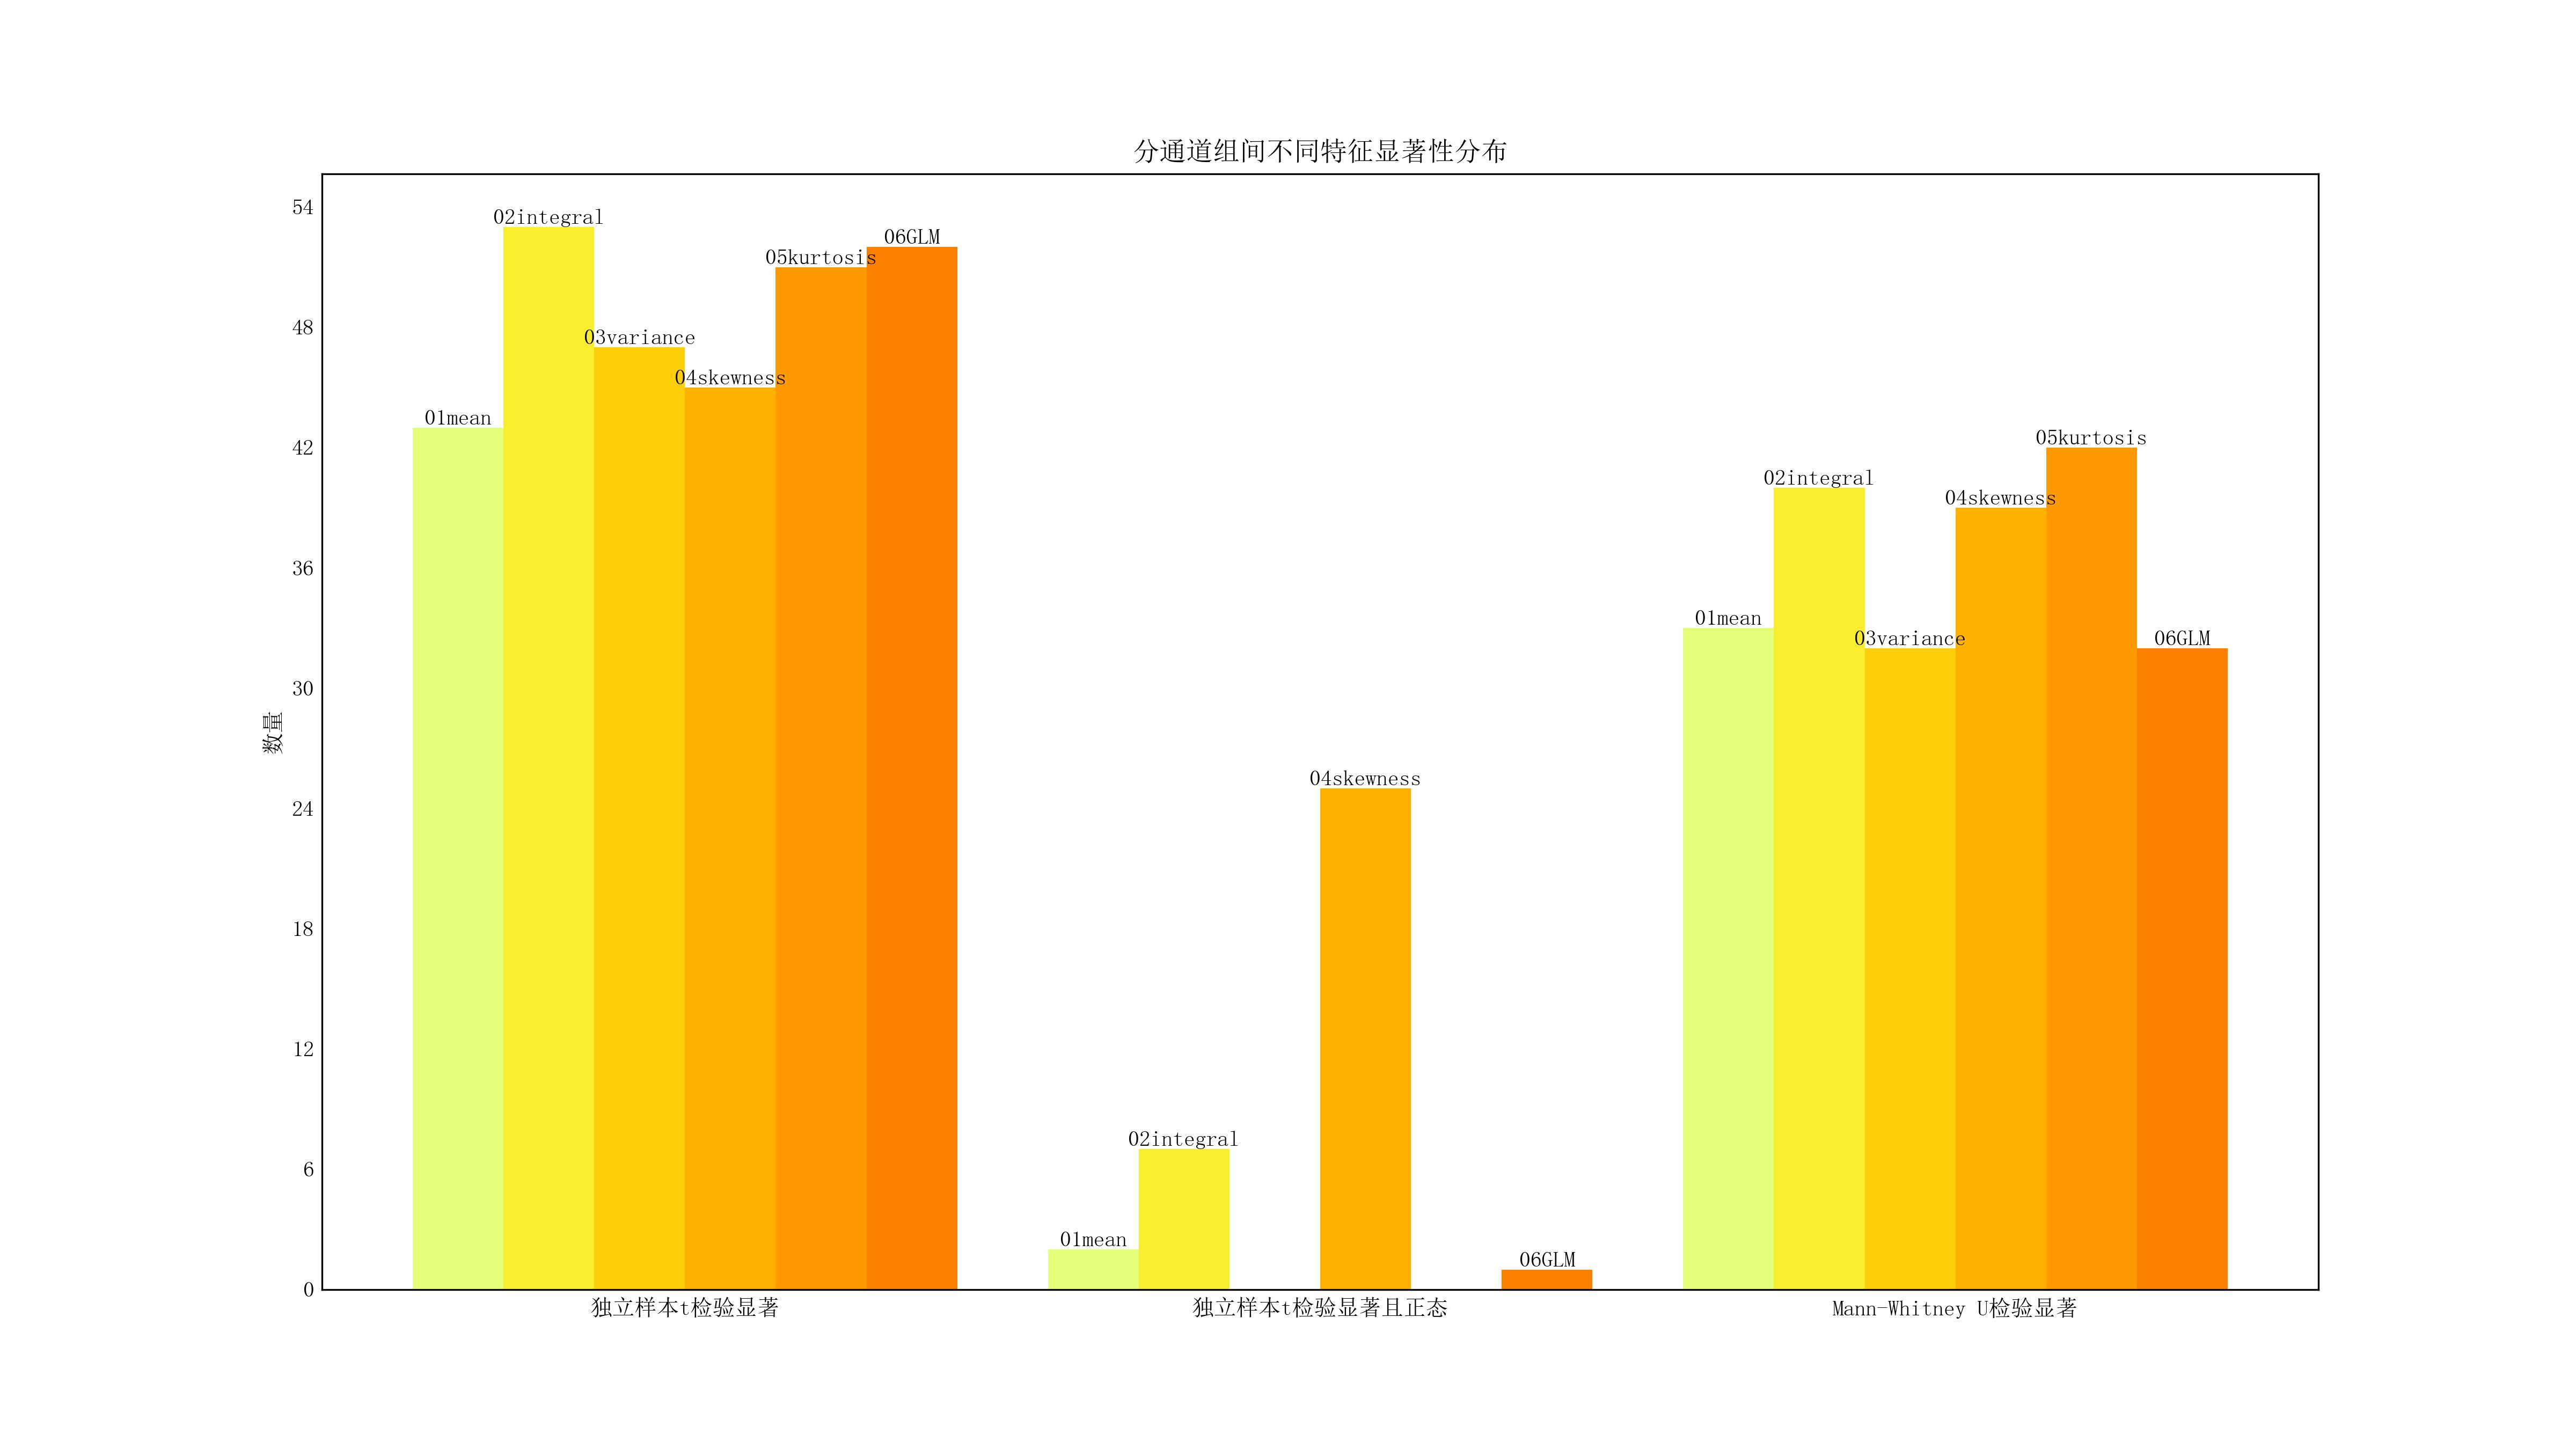 分通道组间不同特征显著性分布
数量
54
48
42
36
30
24
18
12
6
0
01mean
02integral
03variance
04skewness
05kurtosis
06GLM
01mean
02integral
04skewness
06GLM
01mean
02integral
03variance
04skewness
05kurtosis
06GLM
独立样本t检验显著
独立样本t检验显著且正态
Mann-Whitney U检验显著